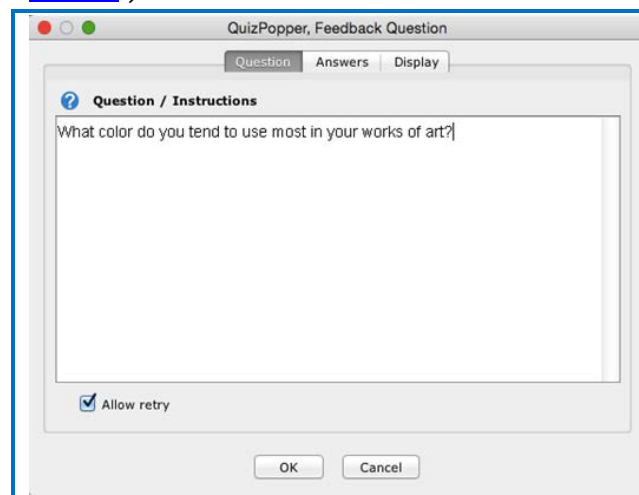 QuizPopper, Feedback Question
Question Answers Display
Question / Instructions
What color do you tend to use most in your works of art?
Allow retry
OK Cancel